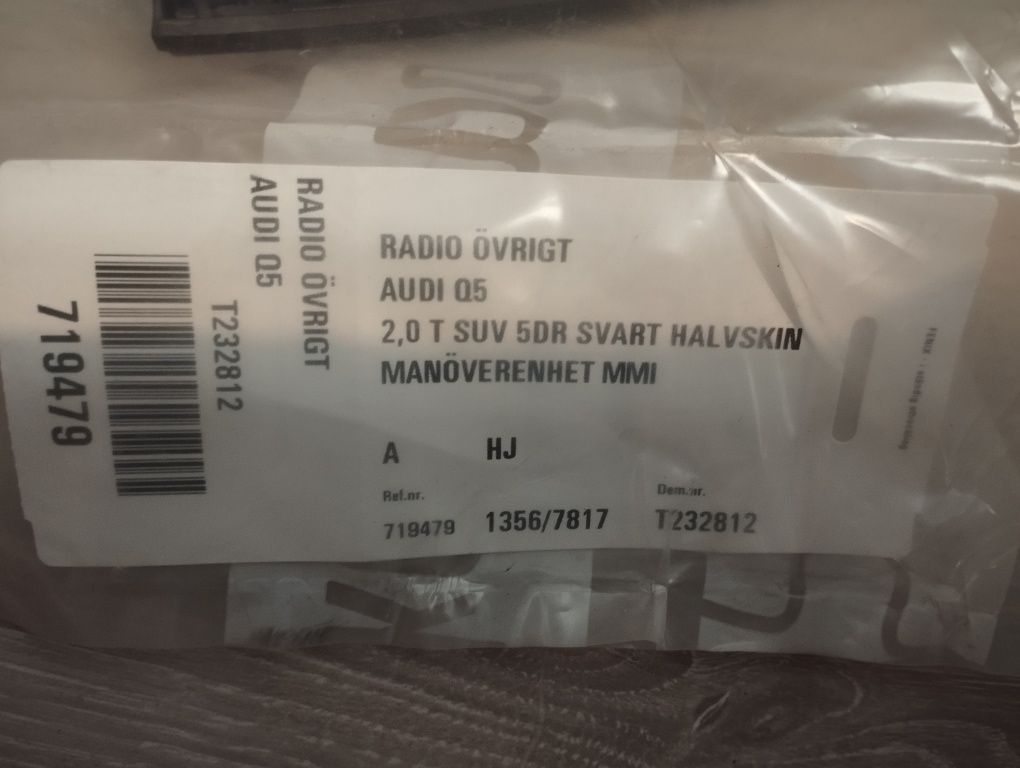 RADIO ÖVRIGT
AUDI Q5
2,0 T SUV 5DR SVART HALVSKIN
MANÖVERENHET MMI
A HJ
Ref.nr. Dem.nr.
719479 1356/7817 T232812
RADIO ÖVRIGT
AUDI Q5
T232812
719479
FENIX -